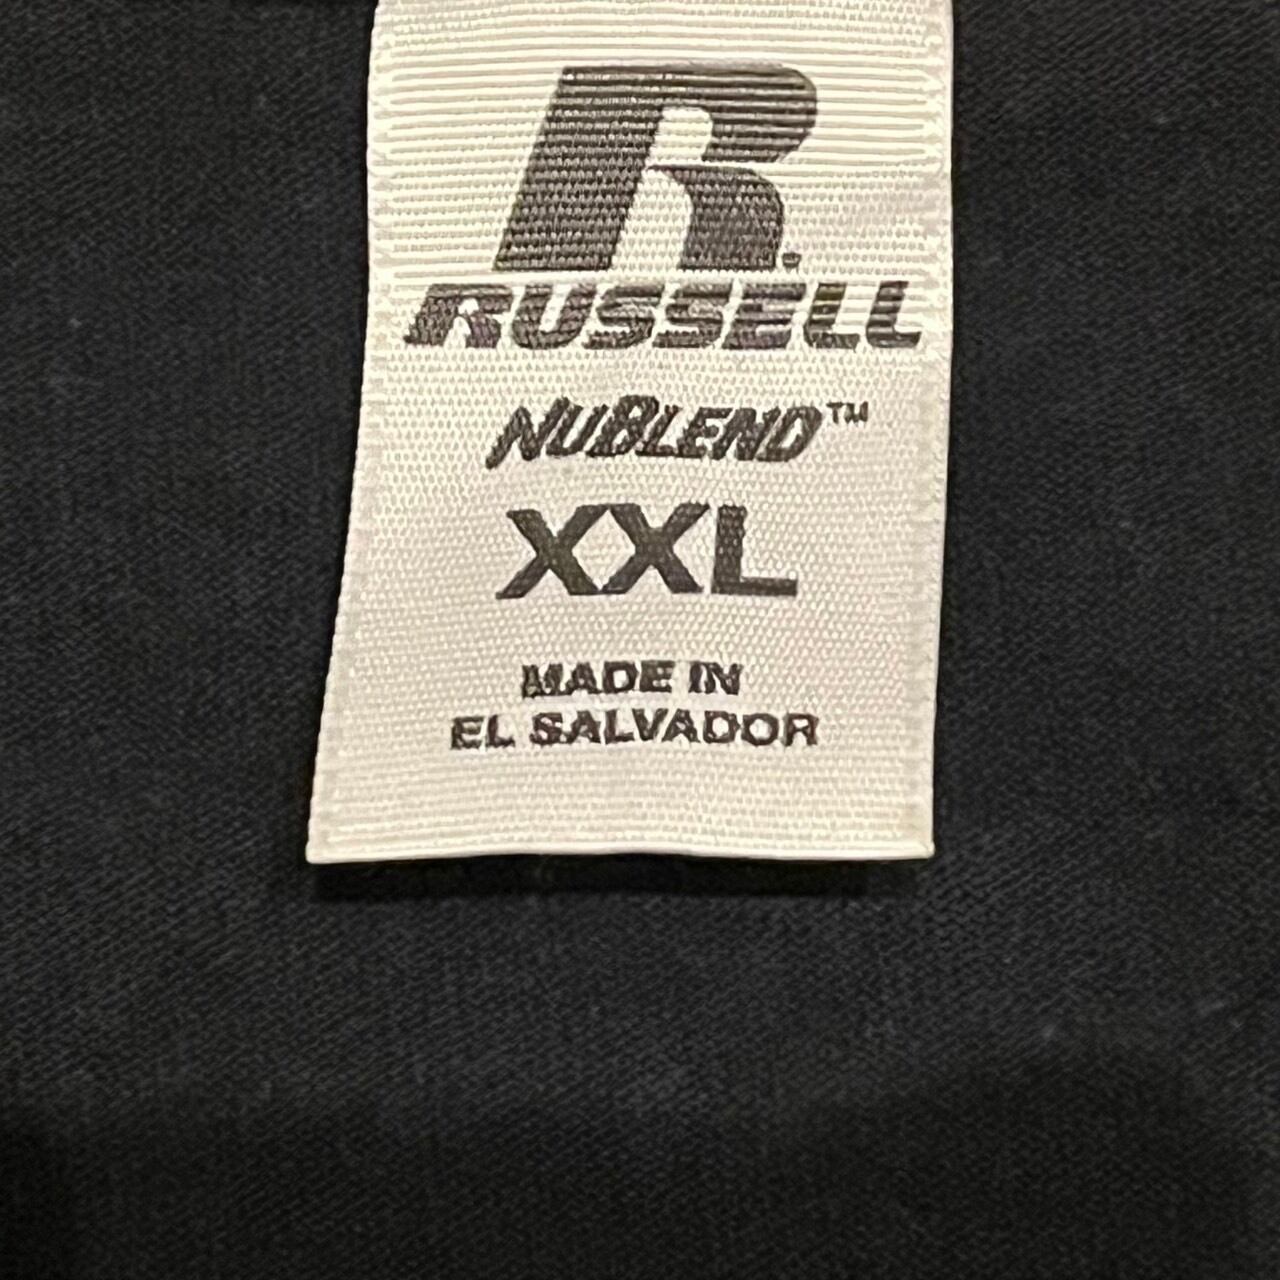 R.
RUSSELL
NUBLEND™
XXL
MADE IN
EL SALVADOR